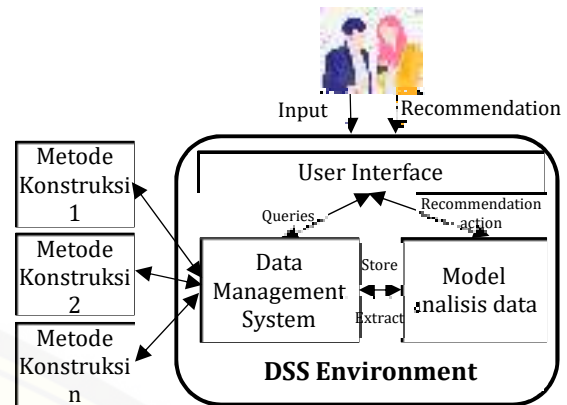 Input
Recommendation
Metode
Konstruksi
1
Metode
Konstruksi
2
Metode
Konstruksi
n
User Interface
Queries
Recommendation
action
Data
Management
System
Store
Extract
Model
nalisis data
DSS Environment